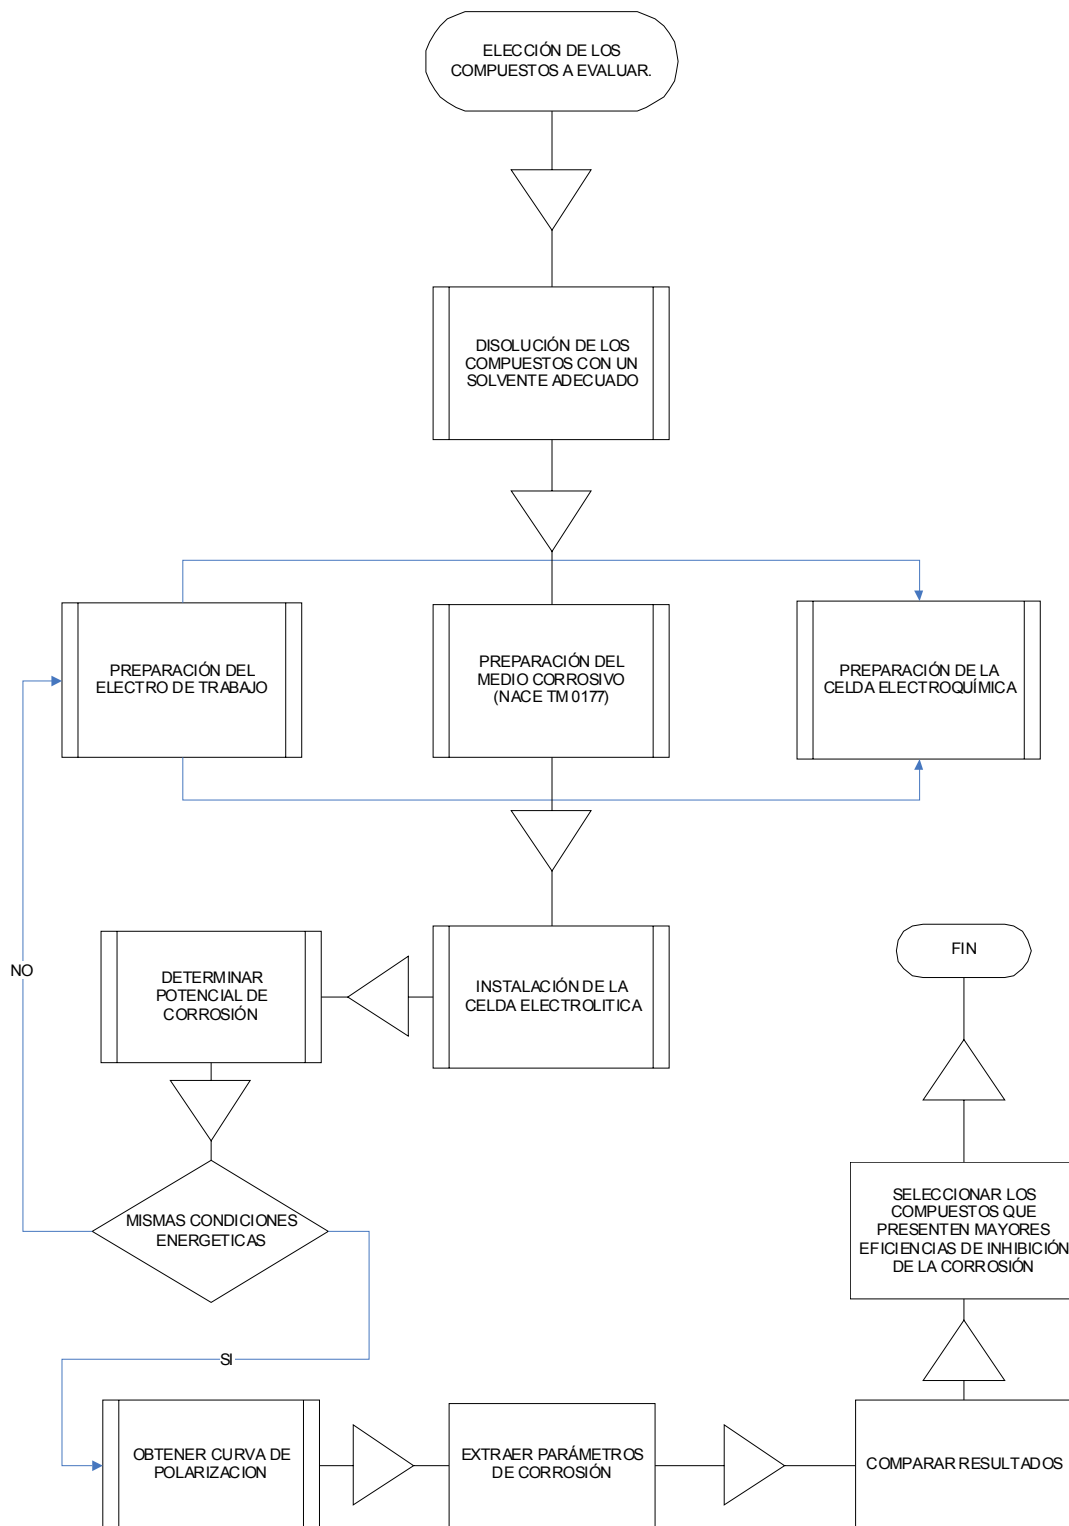 ELECCIÓN DE LOS
COMPUESTOS A EVALUAR.
DISOLUCIÓN DE LOS
COMPUESTOS CON UN
SOLVENTE ADECUADO
PREPARACIÓN DEL
ELECTRO DE TRABAJO
PREPARACIÓN DEL
MEDIO CORROSIVO
(NACE TM 0177)
PREPARACIÓN DE LA
CELDA ELECTROQUÍMICA
INSTALACIÓN DE LA
CELDA ELECTROLITICA
DETERMINAR
POTENCIAL DE
CORROSIÓN
NO
MISMAS CONDICIONES
ENERGETICAS
SI
OBTENER CURVA DE
POLARIZACION
EXTRAER PARÁMETROS
DE CORROSIÓN
COMPARAR RESULTADOS
SELECCIONAR LOS
COMPUESTOS QUE
PRESENTEN MAYORES
EFICIENCIAS DE INHIBICIÓN
DE LA CORROSIÓN
FIN